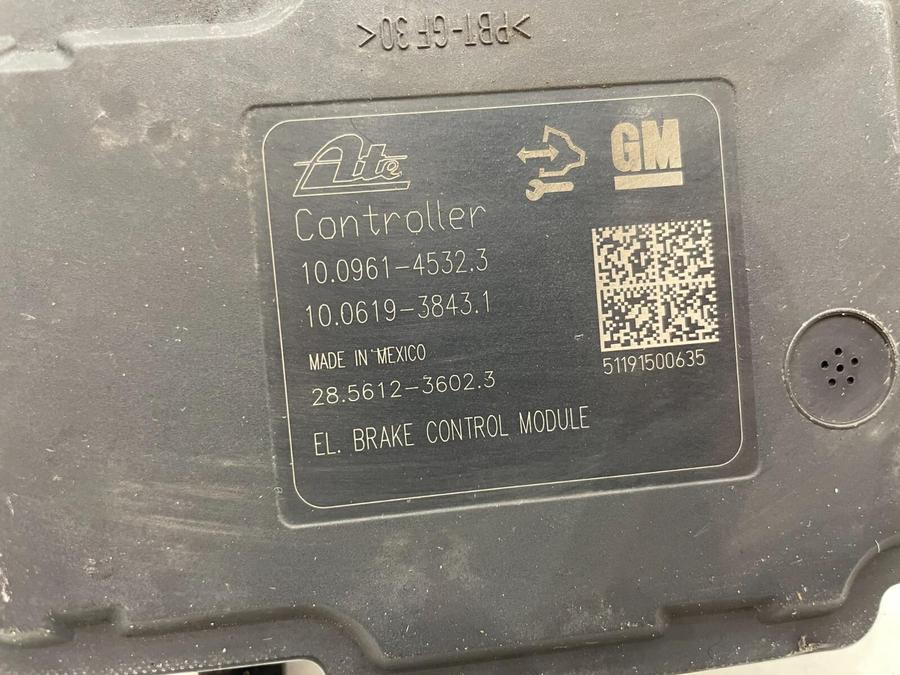 >PBT-GF30<
Ate
GM
Controller
10.0961-4532.3
10.0619-3843.1
MADE IN MEXICO
51191500635
28.5612-3602.3
EL. BRAKE CONTROL MODULE